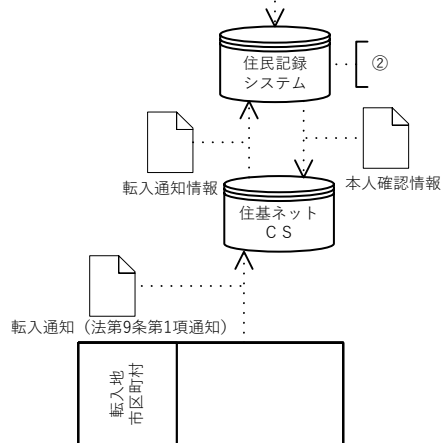 住民記録
システム
②
転入通知情報
本人確認情報
住基ネット
ＣＳ
転入通知（法第9条第1項通知）
転入地
市区町村